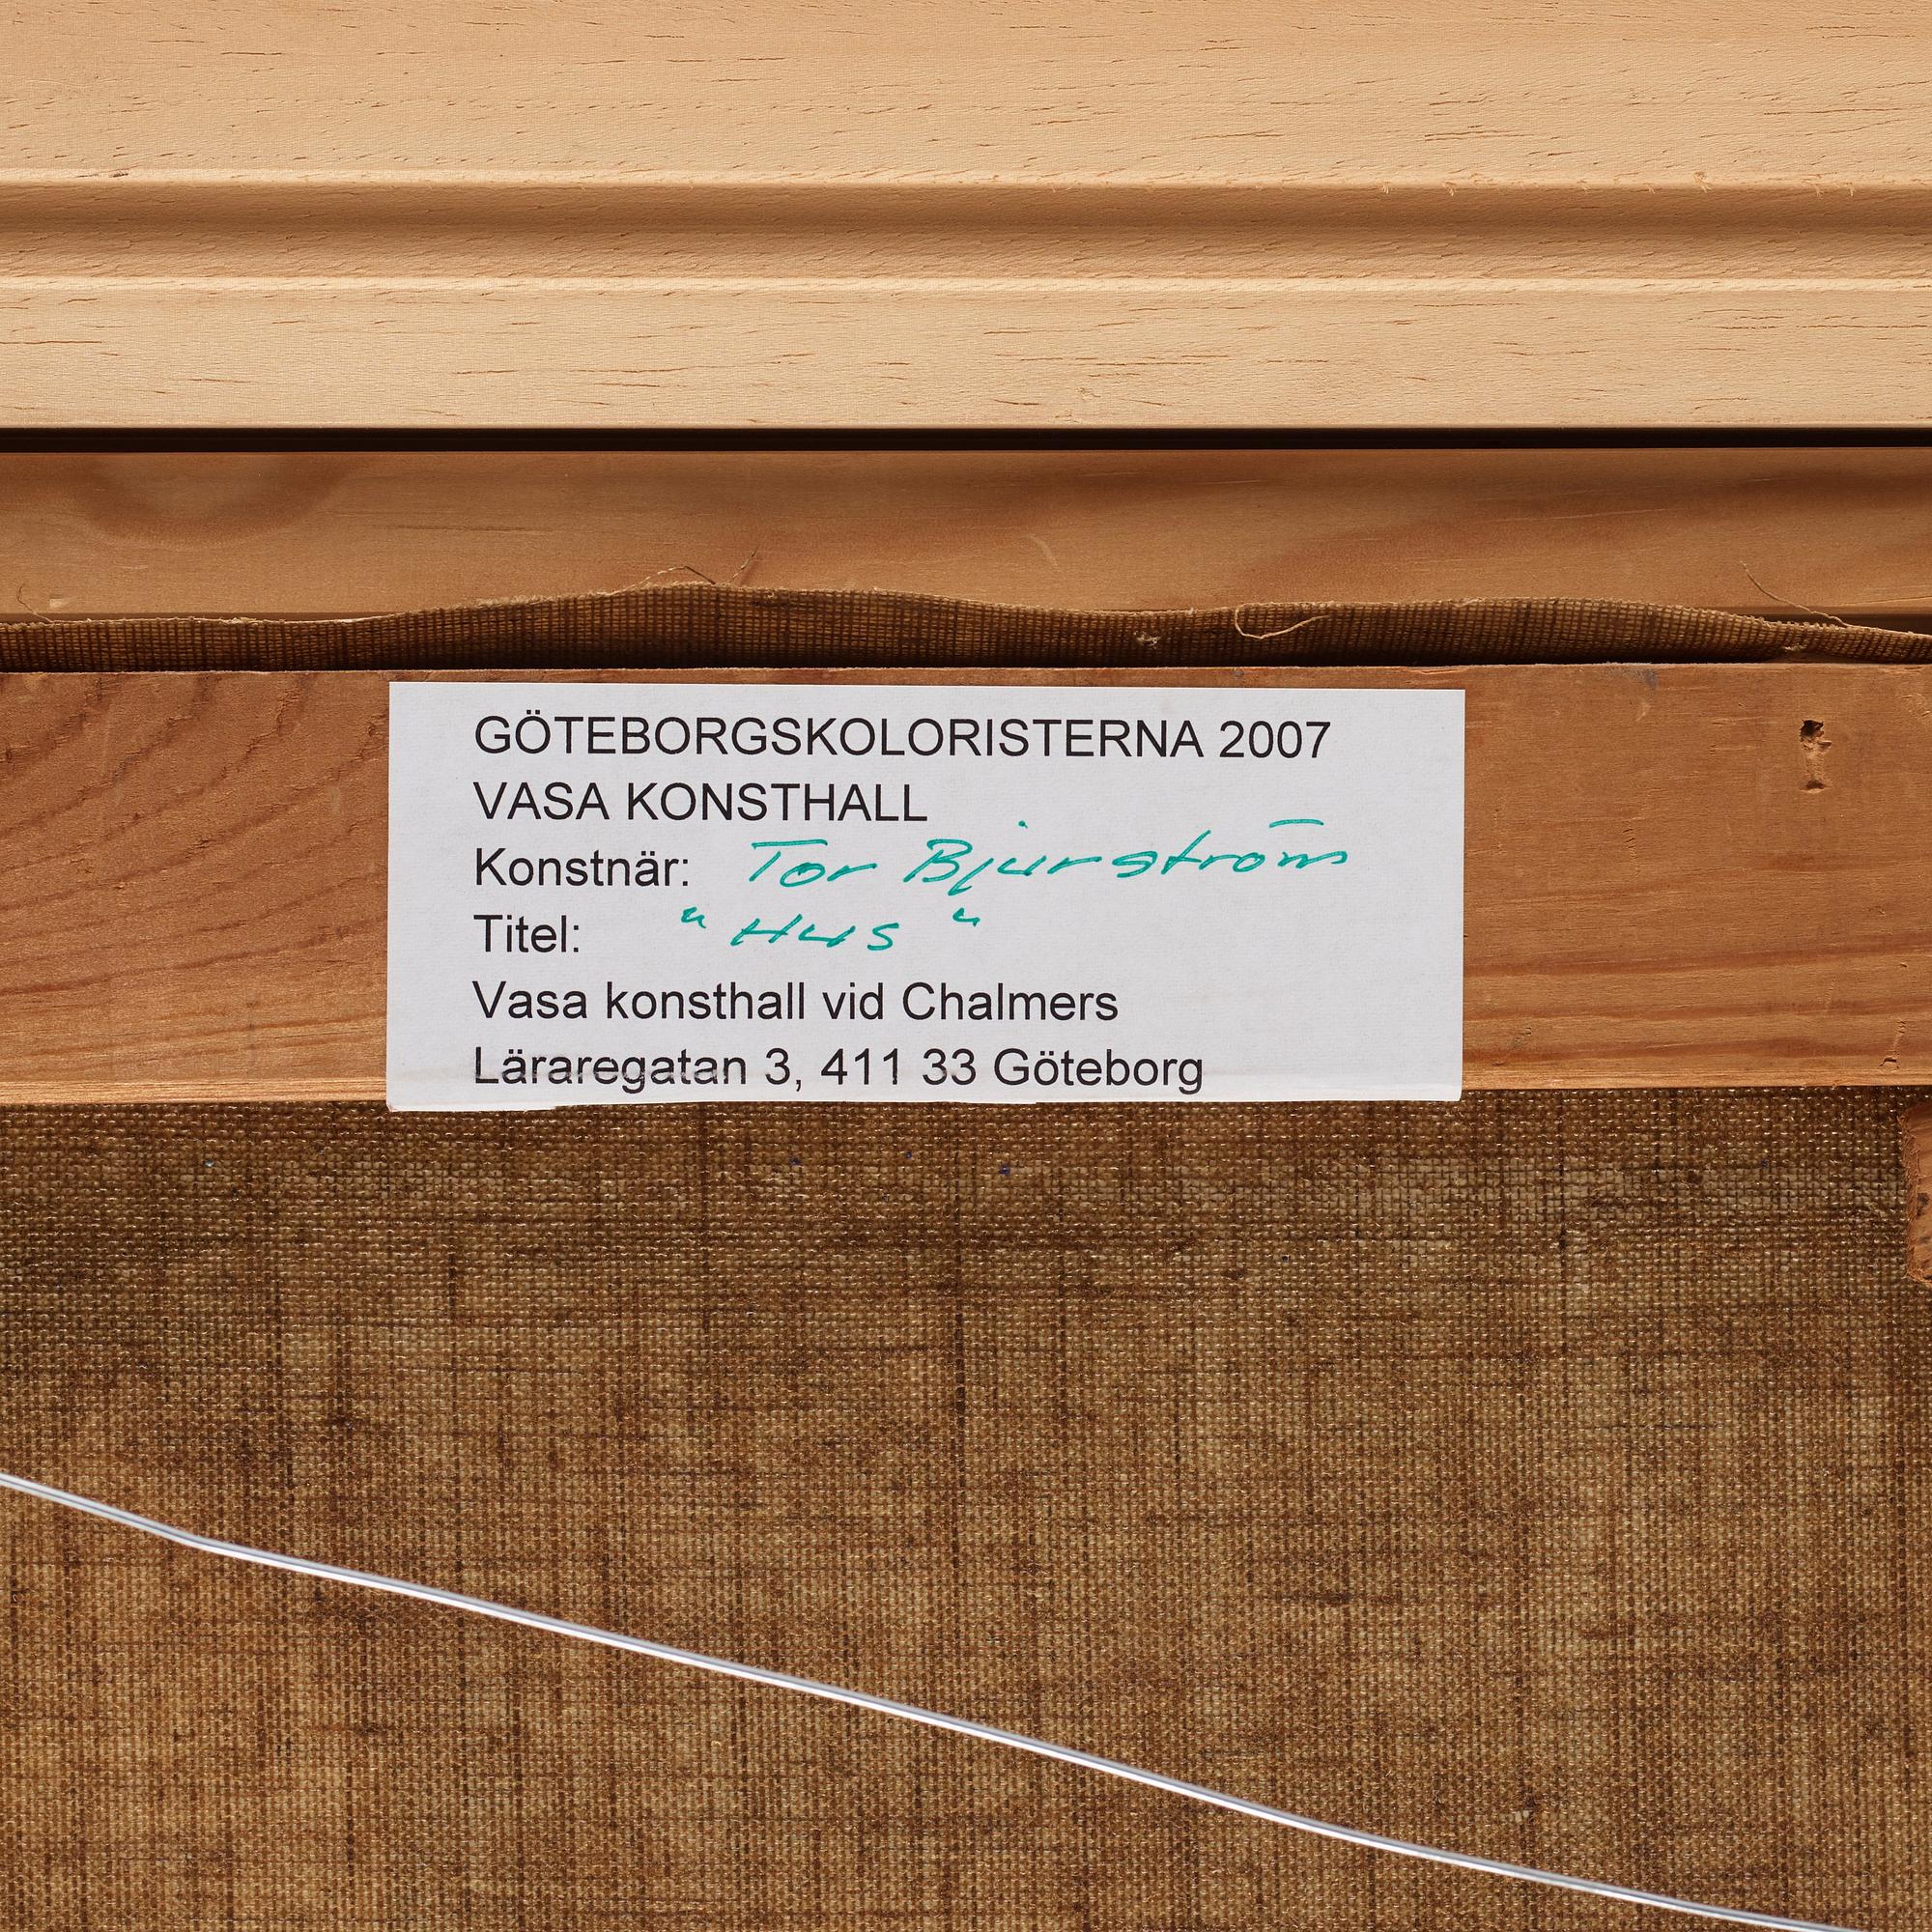 GÖTEBORGSKOLORISTERNA 2007
VASA KONSTHALL
Konstnär: Tor Bjurström
Titel: "Hus"
Vasa konsthall vid Chalmers
Läraregatan 3, 411 33 Göteborg